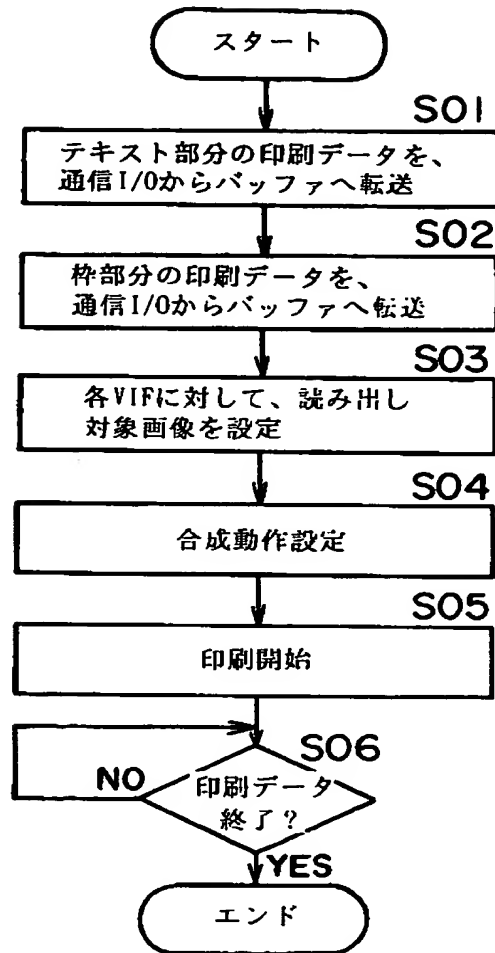 スタート
S01
テキスト部分の印刷データを、
通信I/Oからバッファへ転送
S02
枠部分の印刷データを、
通信I/Oからバッファへ転送
S03
各VIFに対して、読み出し
対象画像を設定
S04
合成動作設定
S05
印刷開始
S06
NO
印刷データ
終了?
YES
エンド